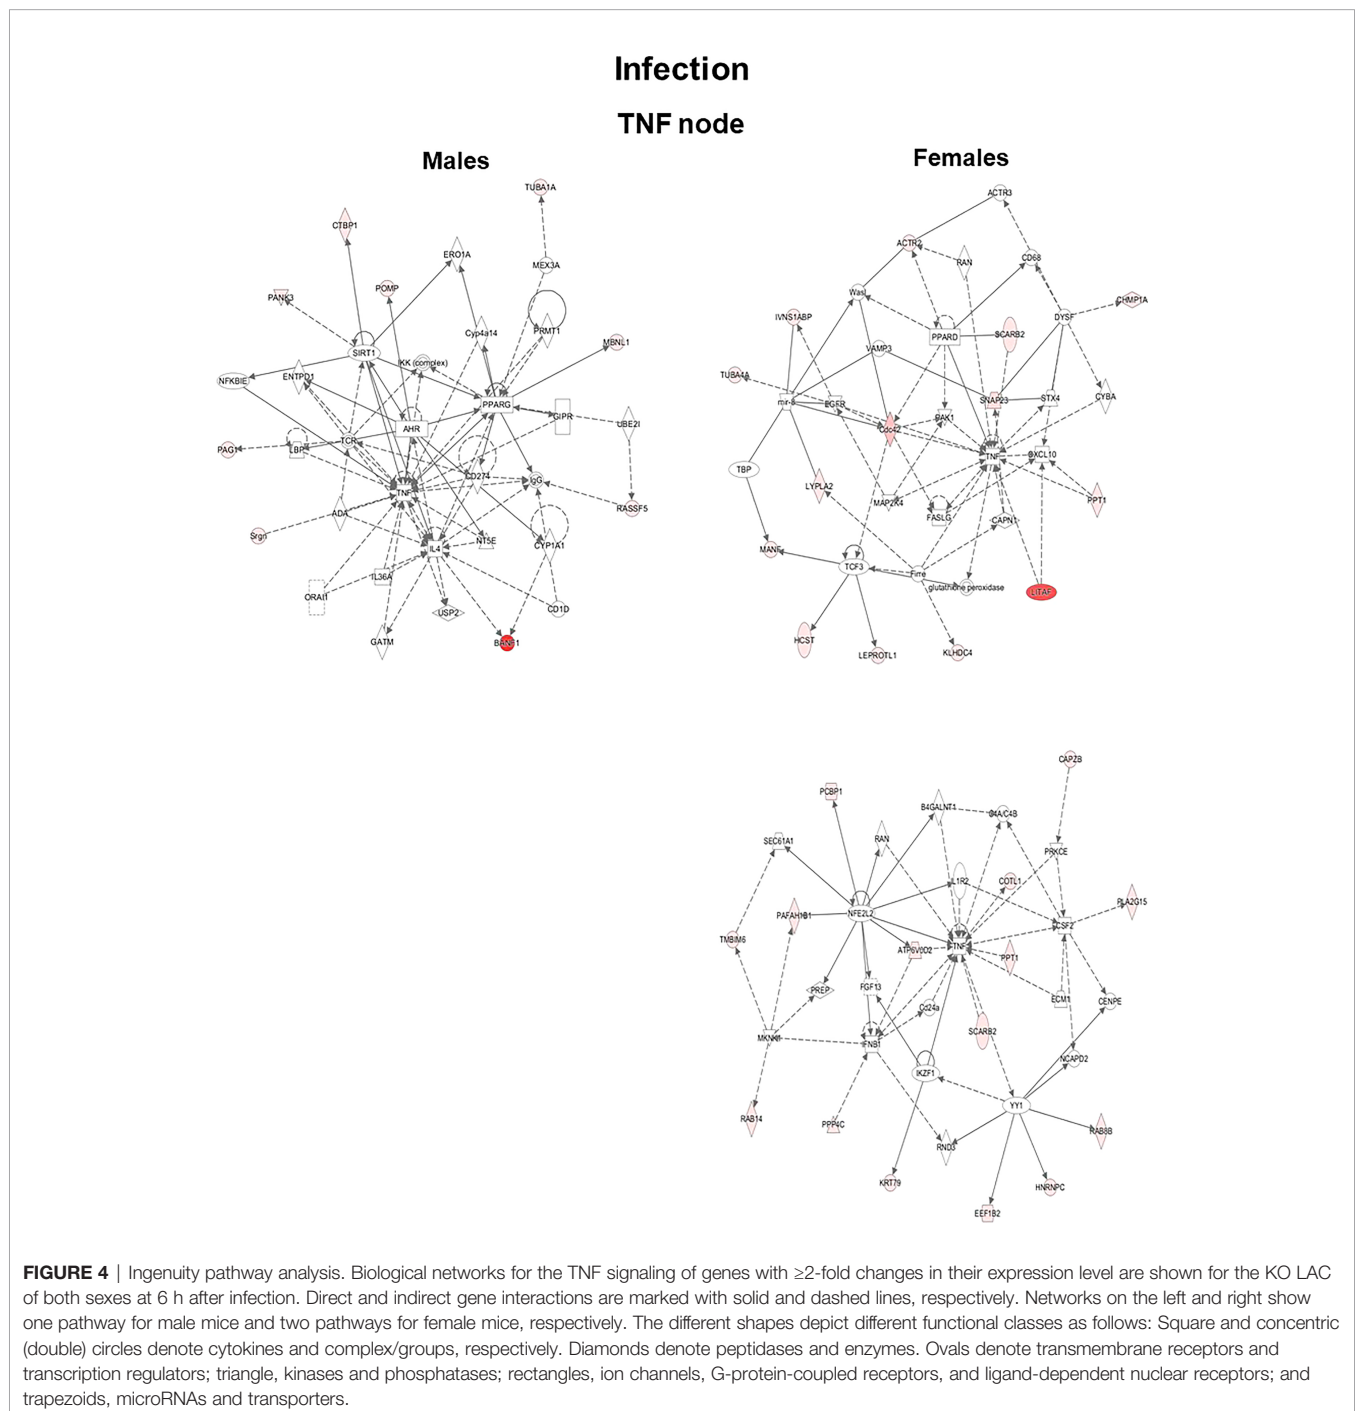 Infection
TNF node
Males
Females
TUBA1A
CTBP1
ERO1A
MEX3A
PANK3
POMP
Cyp4a14
PRMT1
MBNL1
SIRT1
IKK (complex)
NFKBIE
ENTPD1
PPARG
GIPR
UBE2I
AHR
TCR
LBP
PAG1
CD274
IgG
TNF
RASSF5
ADA
Srgn
NT5E
CYP1A1
IL4
IL36A
ORAI1
USP2
CD1D
GATM
BANF1
ACTR3
ACTR2
RAN
CD68
Wasl
CHMP1A
IVNS1ABP
DYSF
PPARD
SCARB2
VAMP3
TUBA4A
mir-8
EGFR
SNAP23
STX4
CYBA
PAK1
Cdc42
TNF
CXCL10
TBP
LYPLA2
MAP2K4
PPT1
FASLG
CAPN1
MANF
TCF3
Firre
glutathione peroxidase
LITAF
HCST
LEPROTL1
KLHDC4
CAPZB
PCBP1
B4GALNT1
C4A/C4B
SEC61A1
RAN
PRKCE
IL1R2
COTL1
PLA2G15
PAFAH1B1
NFE2L2
CCSF2
TMBIM6
ATP6V0D2
TNF
PPT1
PREP
FGF13
ECM1
CENPE
Cd24a
SCARB2
MKNK1
IFNB1
NCAPD2
IKZF1
YY1
RAB14
PPP4C
RAB8B
RND3
KRT79
HNRNPC
EEF1B2
FIGURE 4 | Ingenuity pathway analysis. Biological networks for the TNF signaling of genes with ≥2-fold changes in their expression level are shown for the KO LAC
of both sexes at 6 h after infection. Direct and indirect gene interactions are marked with solid and dashed lines, respectively. Networks on the left and right show
one pathway for male mice and two pathways for female mice, respectively. The different shapes depict different functional classes as follows: Square and concentric
(double) circles denote cytokines and complex/groups, respectively. Diamonds denote peptidases and enzymes. Ovals denote transmembrane receptors and
transcription regulators; triangle, kinases and phosphatases; rectangles, ion channels, G-protein-coupled receptors, and ligand-dependent nuclear receptors; and
trapezoids, microRNAs and transporters.